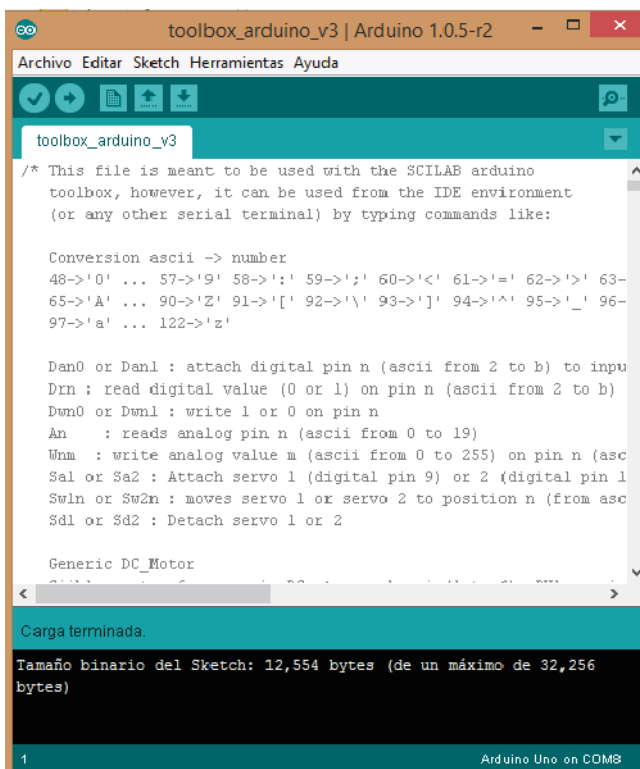 toolbox_arduino_v3 | Arduino 1.0.5-r2
Archivo Editar Sketch Herramientas Ayuda
toolbox_arduino_v3
/* This file is meant to be used with the SCILAB arduino
toolbox, however, it can be used from the IDE environment
(or any other serial terminal) by typing commands like:
Conversion ascii -> number
48->'0' ... 57->'9' 58->':' 59->';' 60->'<' 61->'=' 62->'>' 63-
65->'A' ... 90->'Z' 91->'[' 92->'\' 93->']' 94->'^' 95->'_' 96-
97->'a' ... 122->'z'
Dan0 or Dan1 : attach digital pin n (ascii from 2 to b) to inpu
Drn : read digital value (0 or 1) on pin n (ascii from 2 to b)
Dwn0 or Dwn1 : write 1 or 0 on pin n
An : reads analog pin n (ascii from 0 to 19)
Wnm : write analog value m (ascii from 0 to 255) on pin n (asc
Sa1 or Sa2 : Attach servo 1 (digital pin 9) or 2 (digital pin 1
Sw1n or Sw2n : moves servo 1 or servo 2 to position n (from asc
Sd1 or Sd2 : Detach servo 1 or 2
Generic DC_Motor
Carga terminada.
Tamaño binario del Sketch: 12,554 bytes (de un máximo de 32,256
bytes)
1 Arduino Uno on COM8